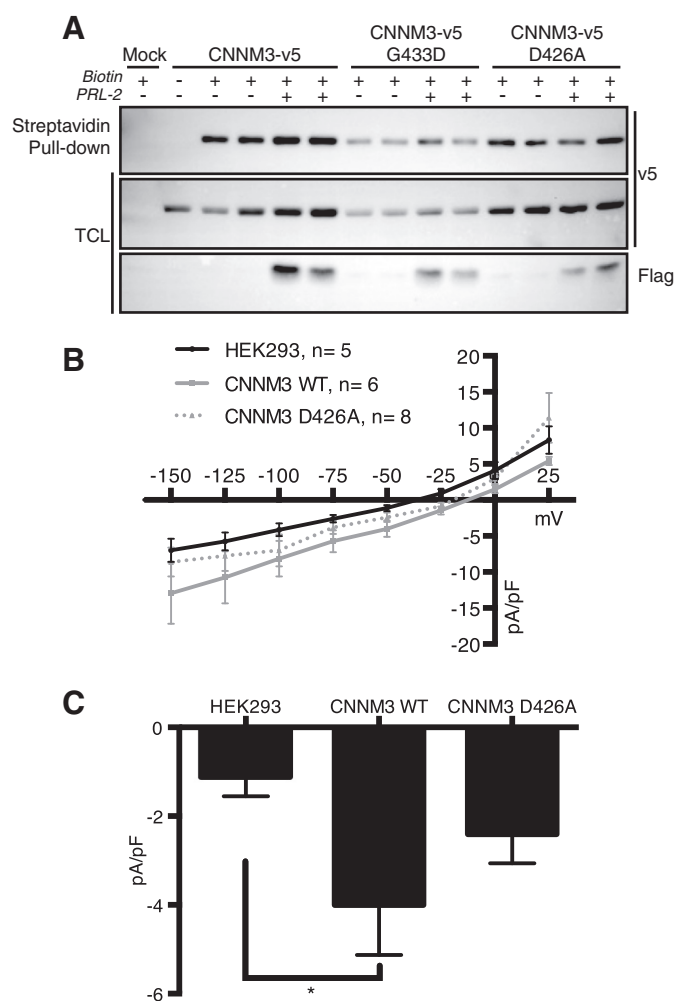 A
Mock
CNNM3-v5
CNNM3-v5
G433D
CNNM3-v5
D426A
Biotin + - + + + + + + + + + + + +
PRL-2 - - - - + + - - + + - - + +
Streptavidin
Pull-down
TCL
v5
Flag
B
HEK293, n= 5
CNNM3 WT, n= 6
CNNM3 D426A, n= 8
20
15
10
5
-150 -125 -100 -75 -50 -25 0 25
mV
-5
-10
-15
-20
pA/pF
C
HEK293 CNNM3 WT CNNM3 D426A
0
-2
-4
-6
pA/pF
*